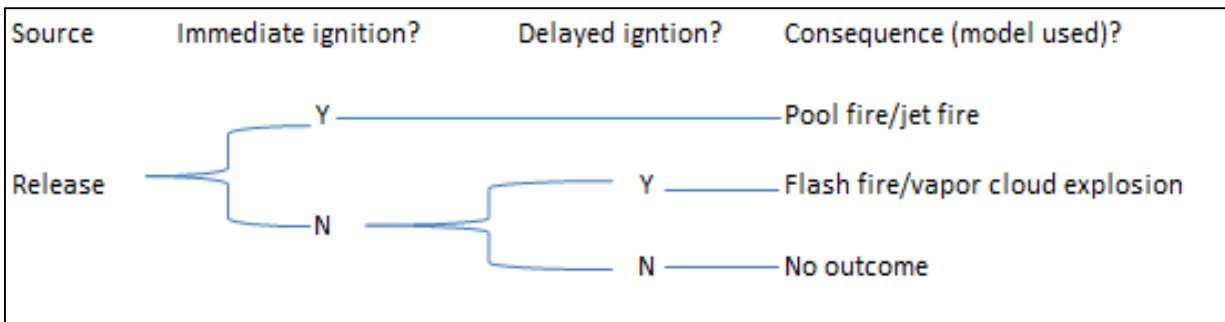 Source Immediate ignition? Delayed igntion? Consequence (model used)?
Y Pool fire/jet fire
Release Y Flash fire/vapor cloud explosion
N
N No outcome